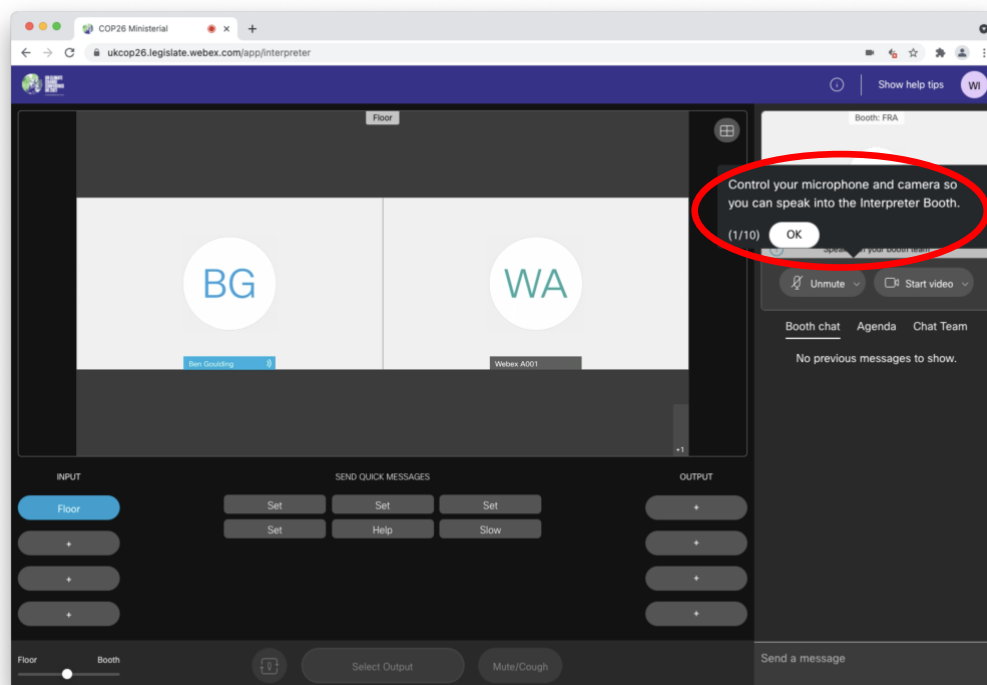 COP26 Ministerial
ukcop26.legislate.webex.com/app/interpreter
Show help tips
WI
Floor
Booth: FRA
Control your microphone and camera so
you can speak into the Interpreter Booth.
(1/10) OK
your booth team
Unmute
Start video
BG
WA
Ben Goulding
Webex A001
+1
Booth chat Agenda Chat Team
No previous messages to show.
INPUT
SEND QUICK MESSAGES
OUTPUT
Floor
Set Set Set
Set Help Slow
+ +
+ +
+ +
+
Floor Booth
Select Output
Mute/Cough
Send a message